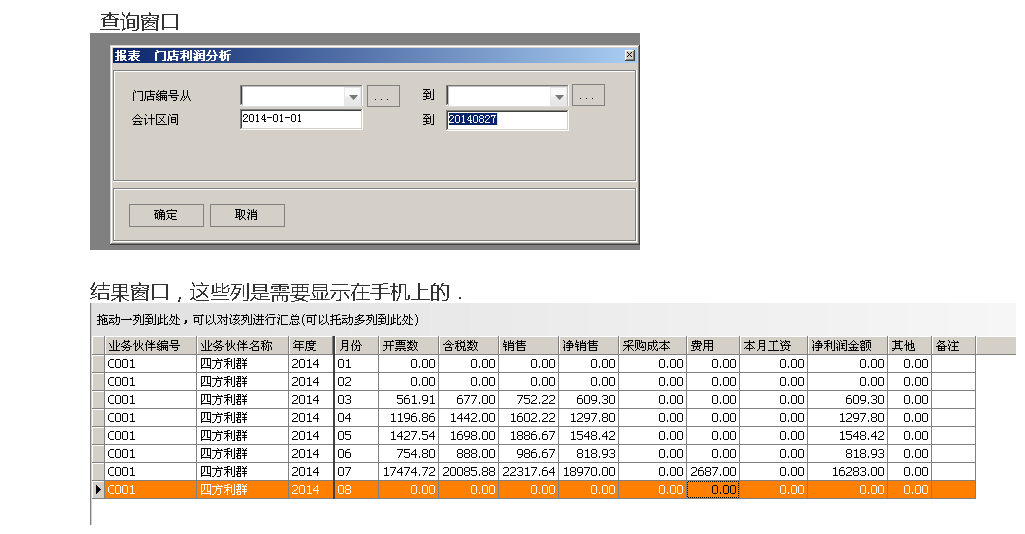 查询窗口
报表 门店利润分析
门店编号从 ... 到 ...
会计区间 2014-01-01 到 20140827
确定 取消
结果窗口，这些列是需要显示在手机上的．
拖动一列到此处，可以对该列进行汇总(可以托动多列到此处)
业务伙伴编号 业务伙伴名称 年度 月份 开票数 含税数 销售 净销售 采购成本 费用 本月工资 净利润金额 其他 备注
C001 四方利群 2014 01 0.00 0.00 0.00 0.00 0.00 0.00 0.00 0.00 0.00
C001 四方利群 2014 02 0.00 0.00 0.00 0.00 0.00 0.00 0.00 0.00 0.00
C001 四方利群 2014 03 561.91 677.00 752.22 609.30 0.00 0.00 0.00 609.30 0.00
C001 四方利群 2014 04 1196.86 1442.00 1602.22 1297.80 0.00 0.00 0.00 1297.80 0.00
C001 四方利群 2014 05 1427.54 1698.00 1886.67 1548.42 0.00 0.00 0.00 1548.42 0.00
C001 四方利群 2014 06 754.80 888.00 986.67 818.93 0.00 0.00 0.00 818.93 0.00
C001 四方利群 2014 07 17474.72 20085.88 22317.64 18970.00 0.00 2687.00 0.00 16283.00 0.00
C001 四方利群 2014 08 0.00 0.00 0.00 0.00 0.00 0.00 0.00 0.00 0.00